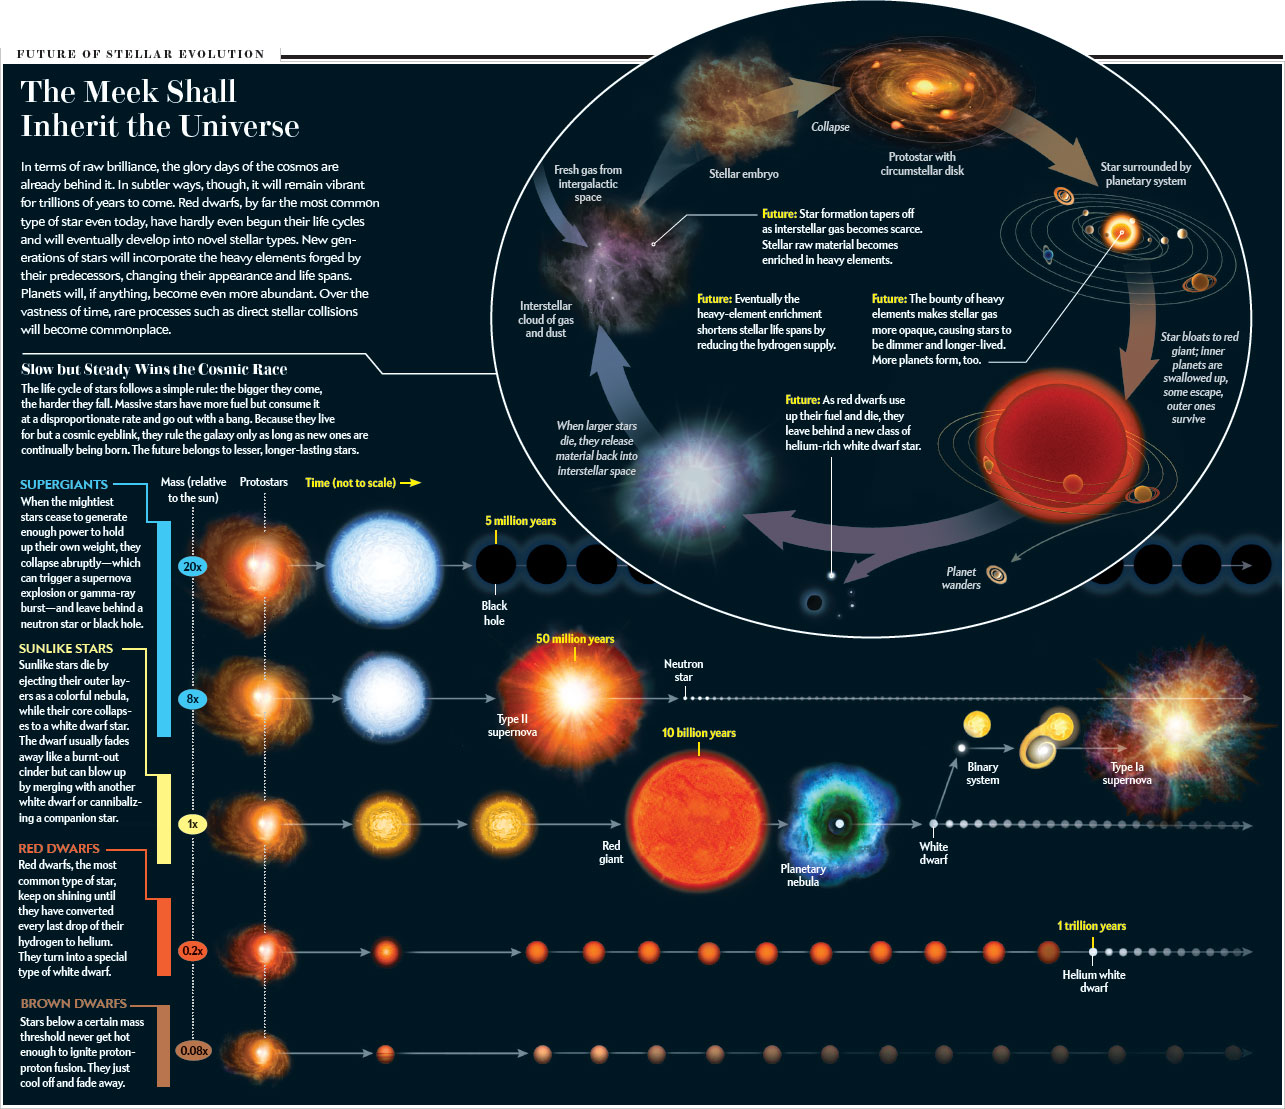 FUTURE OF STELLAR EVOLUTION
The Meek Shall
Inherit the Universe
In terms of raw brilliance, the glory days of the cosmos are
already behind it. In subtler ways, though, it will remain vibrant
for trillions of years to come. Red dwarfs, by far the most common
type of star even today, have hardly even begun their life cycles
and will eventually develop into novel stellar types. New gen-
erations of stars will incorporate the heavy elements forged by
their predecessors, changing their appearance and life spans.
Planets will, if anything, become even more abundant. Over the
vastness of time, rare processes such as direct stellar collisions
will become commonplace.
Slow but Steady Wins the Cosmic Race
The life cycle of stars follows a simple rule: the bigger they come,
the harder they fall. Massive stars have more fuel but consume it
at a disproportionate rate and go out with a bang. Because they live
for but a cosmic eyeblink, they rule the galaxy only as long as new ones are
continually being born. The future belongs to lesser, longer-lasting stars.
Fresh gas from
intergalactic
space
Stellar embryo
Collapse
Protostar with
circumstellar disk
Star surrounded by
planetary system
Future: Star formation tapers off
as interstellar gas becomes scarce.
Stellar raw material becomes
enriched in heavy elements.
Interstellar
cloud of gas
and dust
Future: Eventually the
heavy-element enrichment
shortens stellar life spans by
reducing the hydrogen supply.
Future: The bounty of heavy
elements makes stellar gas
more opaque, causing stars to
be dimmer and longer-lived.
More planets form, too.
Star bloats to red
giant; inner
planets are
swallowed up,
some escape,
outer ones
survive
When larger stars
die, they release
material back into
interstellar space
Future: As red dwarfs use
up their fuel and die, they
leave behind a new class of
helium-rich white dwarf star.
Planet
wanders
Mass (relative
to the sun)
Protostars
Time (not to scale)
SUPERGIANTS
When the mightiest
stars cease to generate
enough power to hold
up their own weight, they
collapse abruptly—which
can trigger a supernova
explosion or gamma-ray
burst—and leave behind a
neutron star or black hole.
20x
5 million years
Black
hole
8x
50 million years
Type II
supernova
Neutron
star
SUNLIKE STARS
Sunlike stars die by
ejecting their outer lay-
ers as a colorful nebula,
while their core collaps-
es to a white dwarf star.
The dwarf usually fades
away like a burnt-out
cinder but can blow up
by merging with another
white dwarf or cannibaliz-
ing a companion star.
1x
10 billion years
Red
giant
Planetary
nebula
White
dwarf
Binary
system
Type Ia
supernova
RED DWARFS
Red dwarfs, the most
common type of star,
keep on shining until
they have converted
every last drop of their
hydrogen to helium.
They turn into a special
type of white dwarf.
0.2x
1 trillion years
Helium white
dwarf
BROWN DWARFS
Stars below a certain mass
threshold never get hot
enough to ignite proton-
proton fusion. They just
cool off and fade away.
0.08x